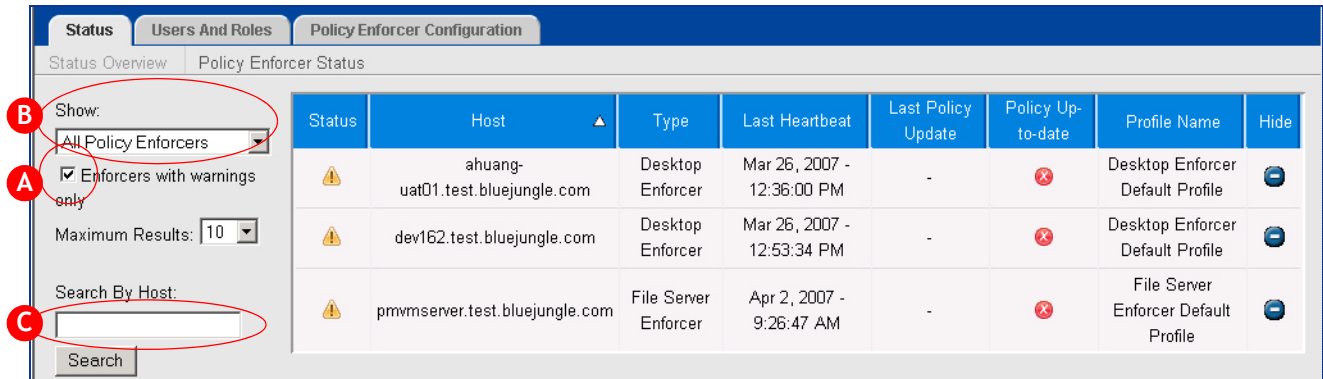 Status Users And Roles Policy Enforcer Configuration
Status Overview Policy Enforcer Status
B
Show:
All Policy Enforcers
A
Enforcers with warnings
only
Maximum Results: 10
Search By Host:
C
Search
Status Host Type Last Heartbeat Last Policy Update Policy Up-to-date Profile Name Hide
ahuang-
uat01.test.bluejungle.com
Desktop
Enforcer
Mar 26, 2007 -
12:36:00 PM
-
Desktop Enforcer
Default Profile
dev162.test.bluejungle.com
Desktop
Enforcer
Mar 26, 2007 -
12:53:34 PM
-
Desktop Enforcer
Default Profile
pmvmserver.test.bluejungle.com
File Server
Enforcer
Apr 2, 2007 -
9:26:47 AM
-
File Server
Enforcer Default
Profile